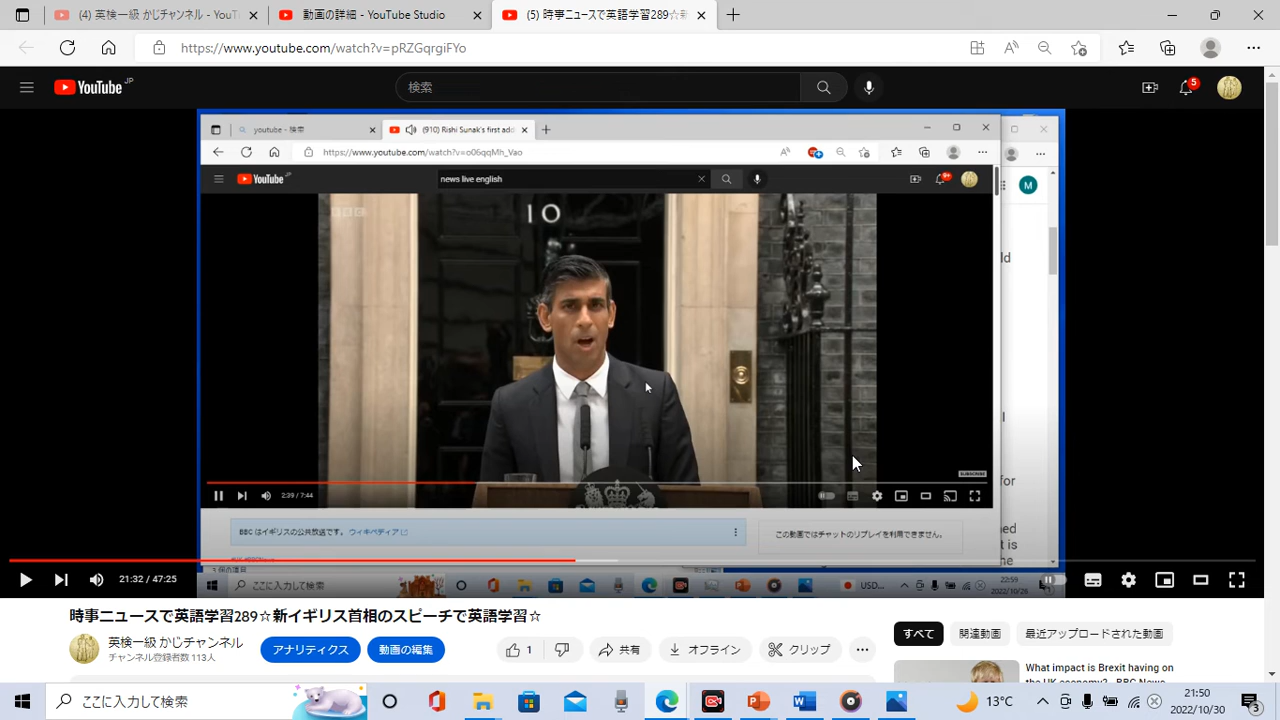 (4) 英検一級 かじチャンネル - YouT
動画の詳細 - YouTube Studio
(5) 時事ニュースで英語学習289☆新
https://www.youtube.com/watch?v=pRZGqrgiFYo
YouTube JP
検索
5
youtube - 検索
(910) Rishi Sunak's first add
https://www.youtube.com/watch?v=o06qqMh_Vao
YouTube JP
news live english
9+
M
BBC
10
ld
I
for
ned
t is
he
SUBSCRIBE
2:39 / 7:44
BBC はイギリスの公共放送です。 ウィキペディア
この動画ではチャットのリプレイを利用できません。
ここに入力して検索
USD...
22:59
2022/10/26
21:32 / 47:25
時事ニュースで英語学習289☆新イギリス首相のスピーチで英語学習☆
英検一級 かじチャンネル
チャンネル登録者数 113人
アナリティクス
動画の編集
1
共有
オフライン
クリップ
すべて
関連動画
最近アップロードされた動画
What impact is Brexit having on
the UK economy? - BBC News
ここに入力して検索
13°C
21:50
2022/10/30
3